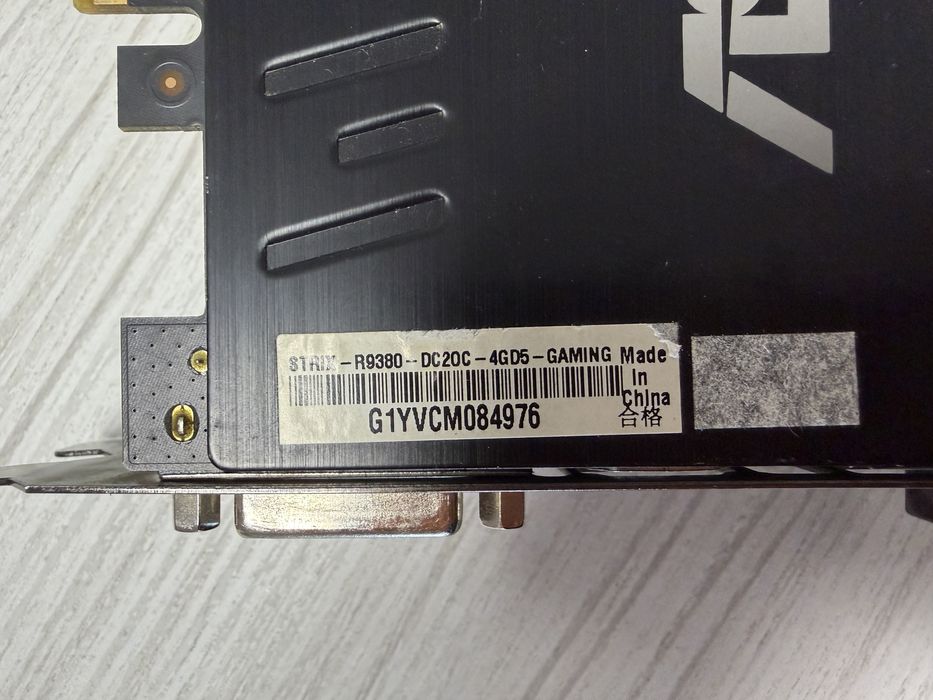 STRIX-R9380-DC2OC-4GD5-GAMING Made
In
China
G1YVCM084976 合格